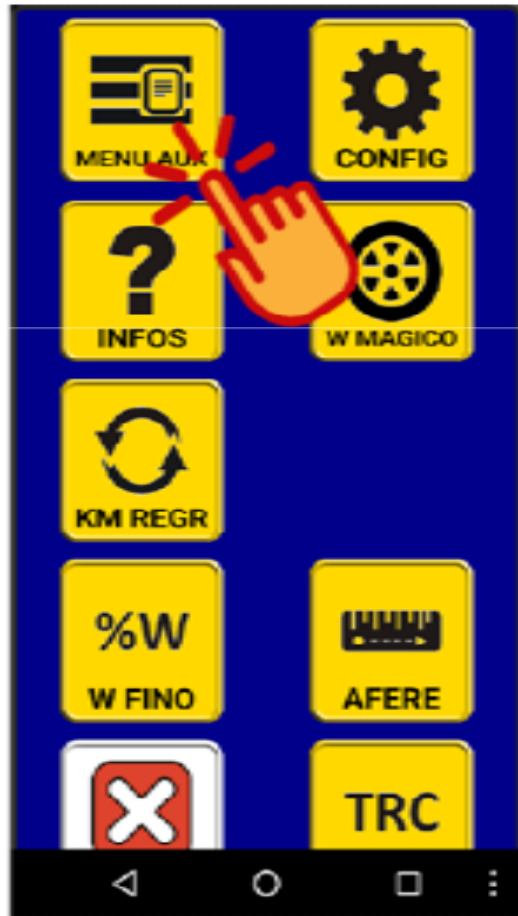 MENU AUX
CONFIG
?
INFOS
W MAGICO
KM REGR
%W
W FINO
AFERE
TRC